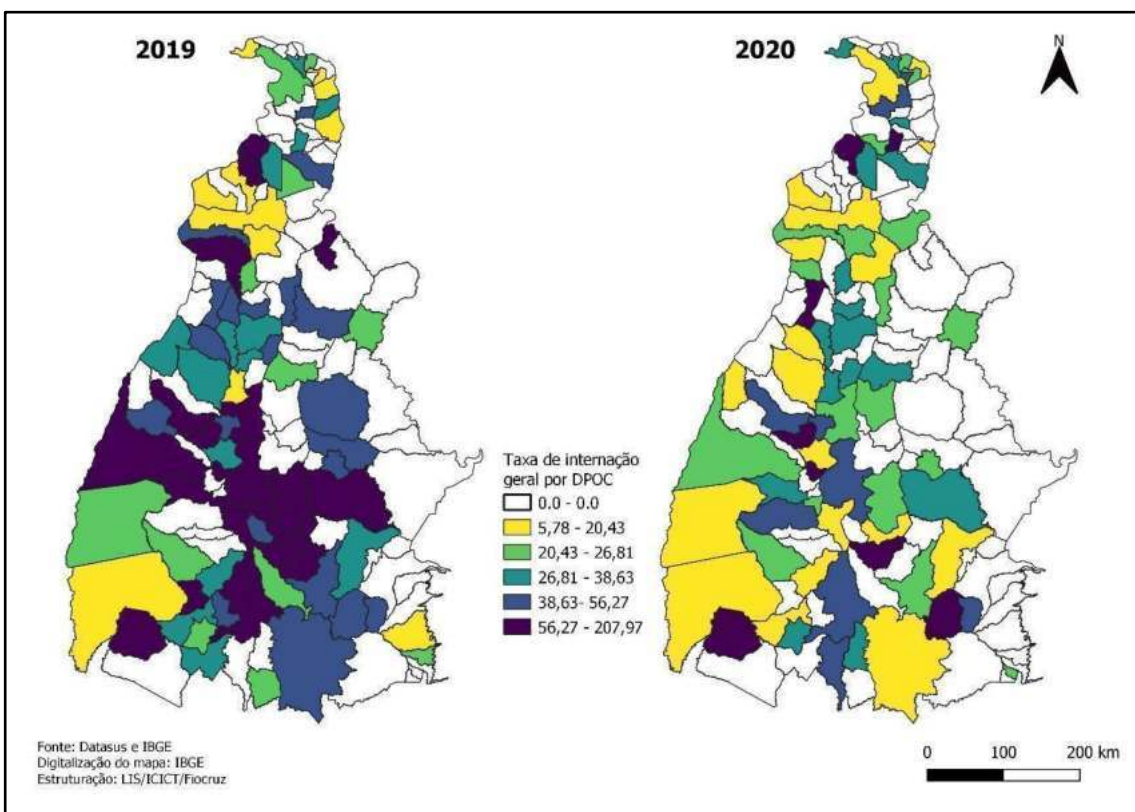 2019
2020
N
Taxa de internação
geral por DPOC
0.0 - 0.0
5,78 - 20,43
20,43 - 26,81
26,81 - 38,63
38,63- 56,27
56,27 - 207,97
Fonte: Datasus e IBGE
Digitalização do mapa: IBGE
Estruturação: LIS/ICICT/Fiocruz
0 100 200 km